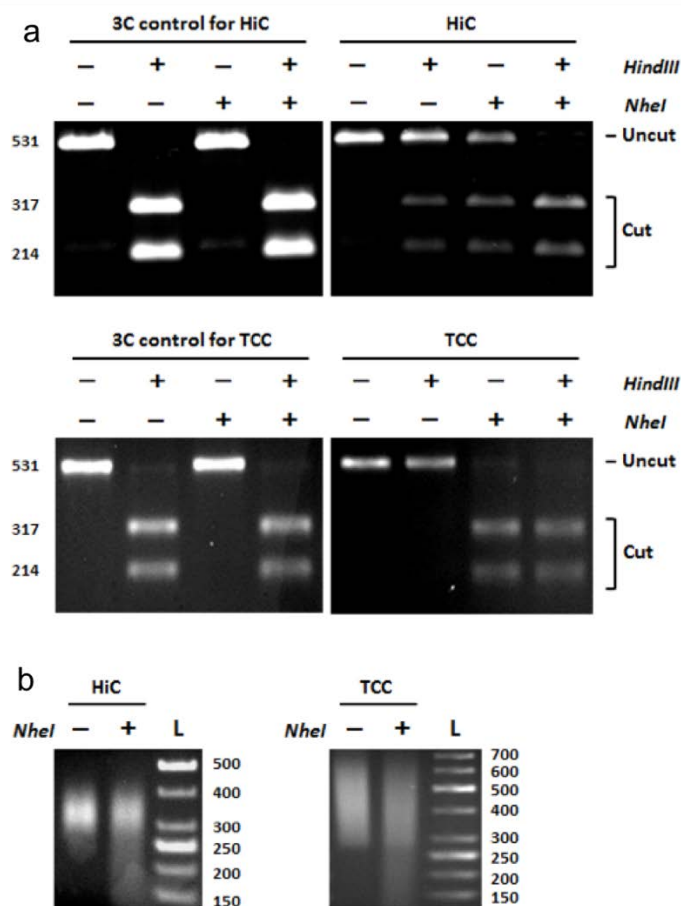 a
3C control for HiC HiC
– + – + – + – + HindIII
– – + + – – + + NheI
531 – Uncut
317
Cut
214
3C control for TCC TCC
– + – + – + – + HindIII
– – + + – – + + NheI
531 – Uncut
317
Cut
214
b
HiC TCC
NheI – + L NheI – + L
500
400
300
250
200
150
700
600
500
400
300
250
200
150